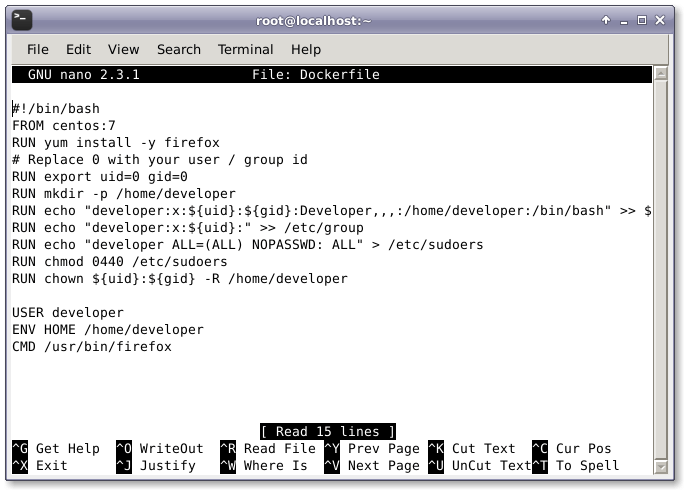 root@localhost:~
File Edit View Search Terminal Help
GNU nano 2.3.1 File: Dockerfile
#!/bin/bash
FROM centos:7
RUN yum install -y firefox
# Replace 0 with your user / group id
RUN export uid=0 gid=0
RUN mkdir -p /home/developer
RUN echo "developer:x:${uid}:${gid}:Developer,,,:/home/developer:/bin/bash" >> $
RUN echo "developer:x:${uid}:" >> /etc/group
RUN echo "developer ALL=(ALL) NOPASSWD: ALL" > /etc/sudoers
RUN chmod 0440 /etc/sudoers
RUN chown ${uid}:${gid} -R /home/developer
USER developer
ENV HOME /home/developer
CMD /usr/bin/firefox
[ Read 15 lines ]
^G Get Help ^O WriteOut ^R Read File ^Y Prev Page ^K Cut Text ^C Cur Pos
^X Exit ^J Justify ^W Where Is ^V Next Page ^U UnCut Text^T To Spell